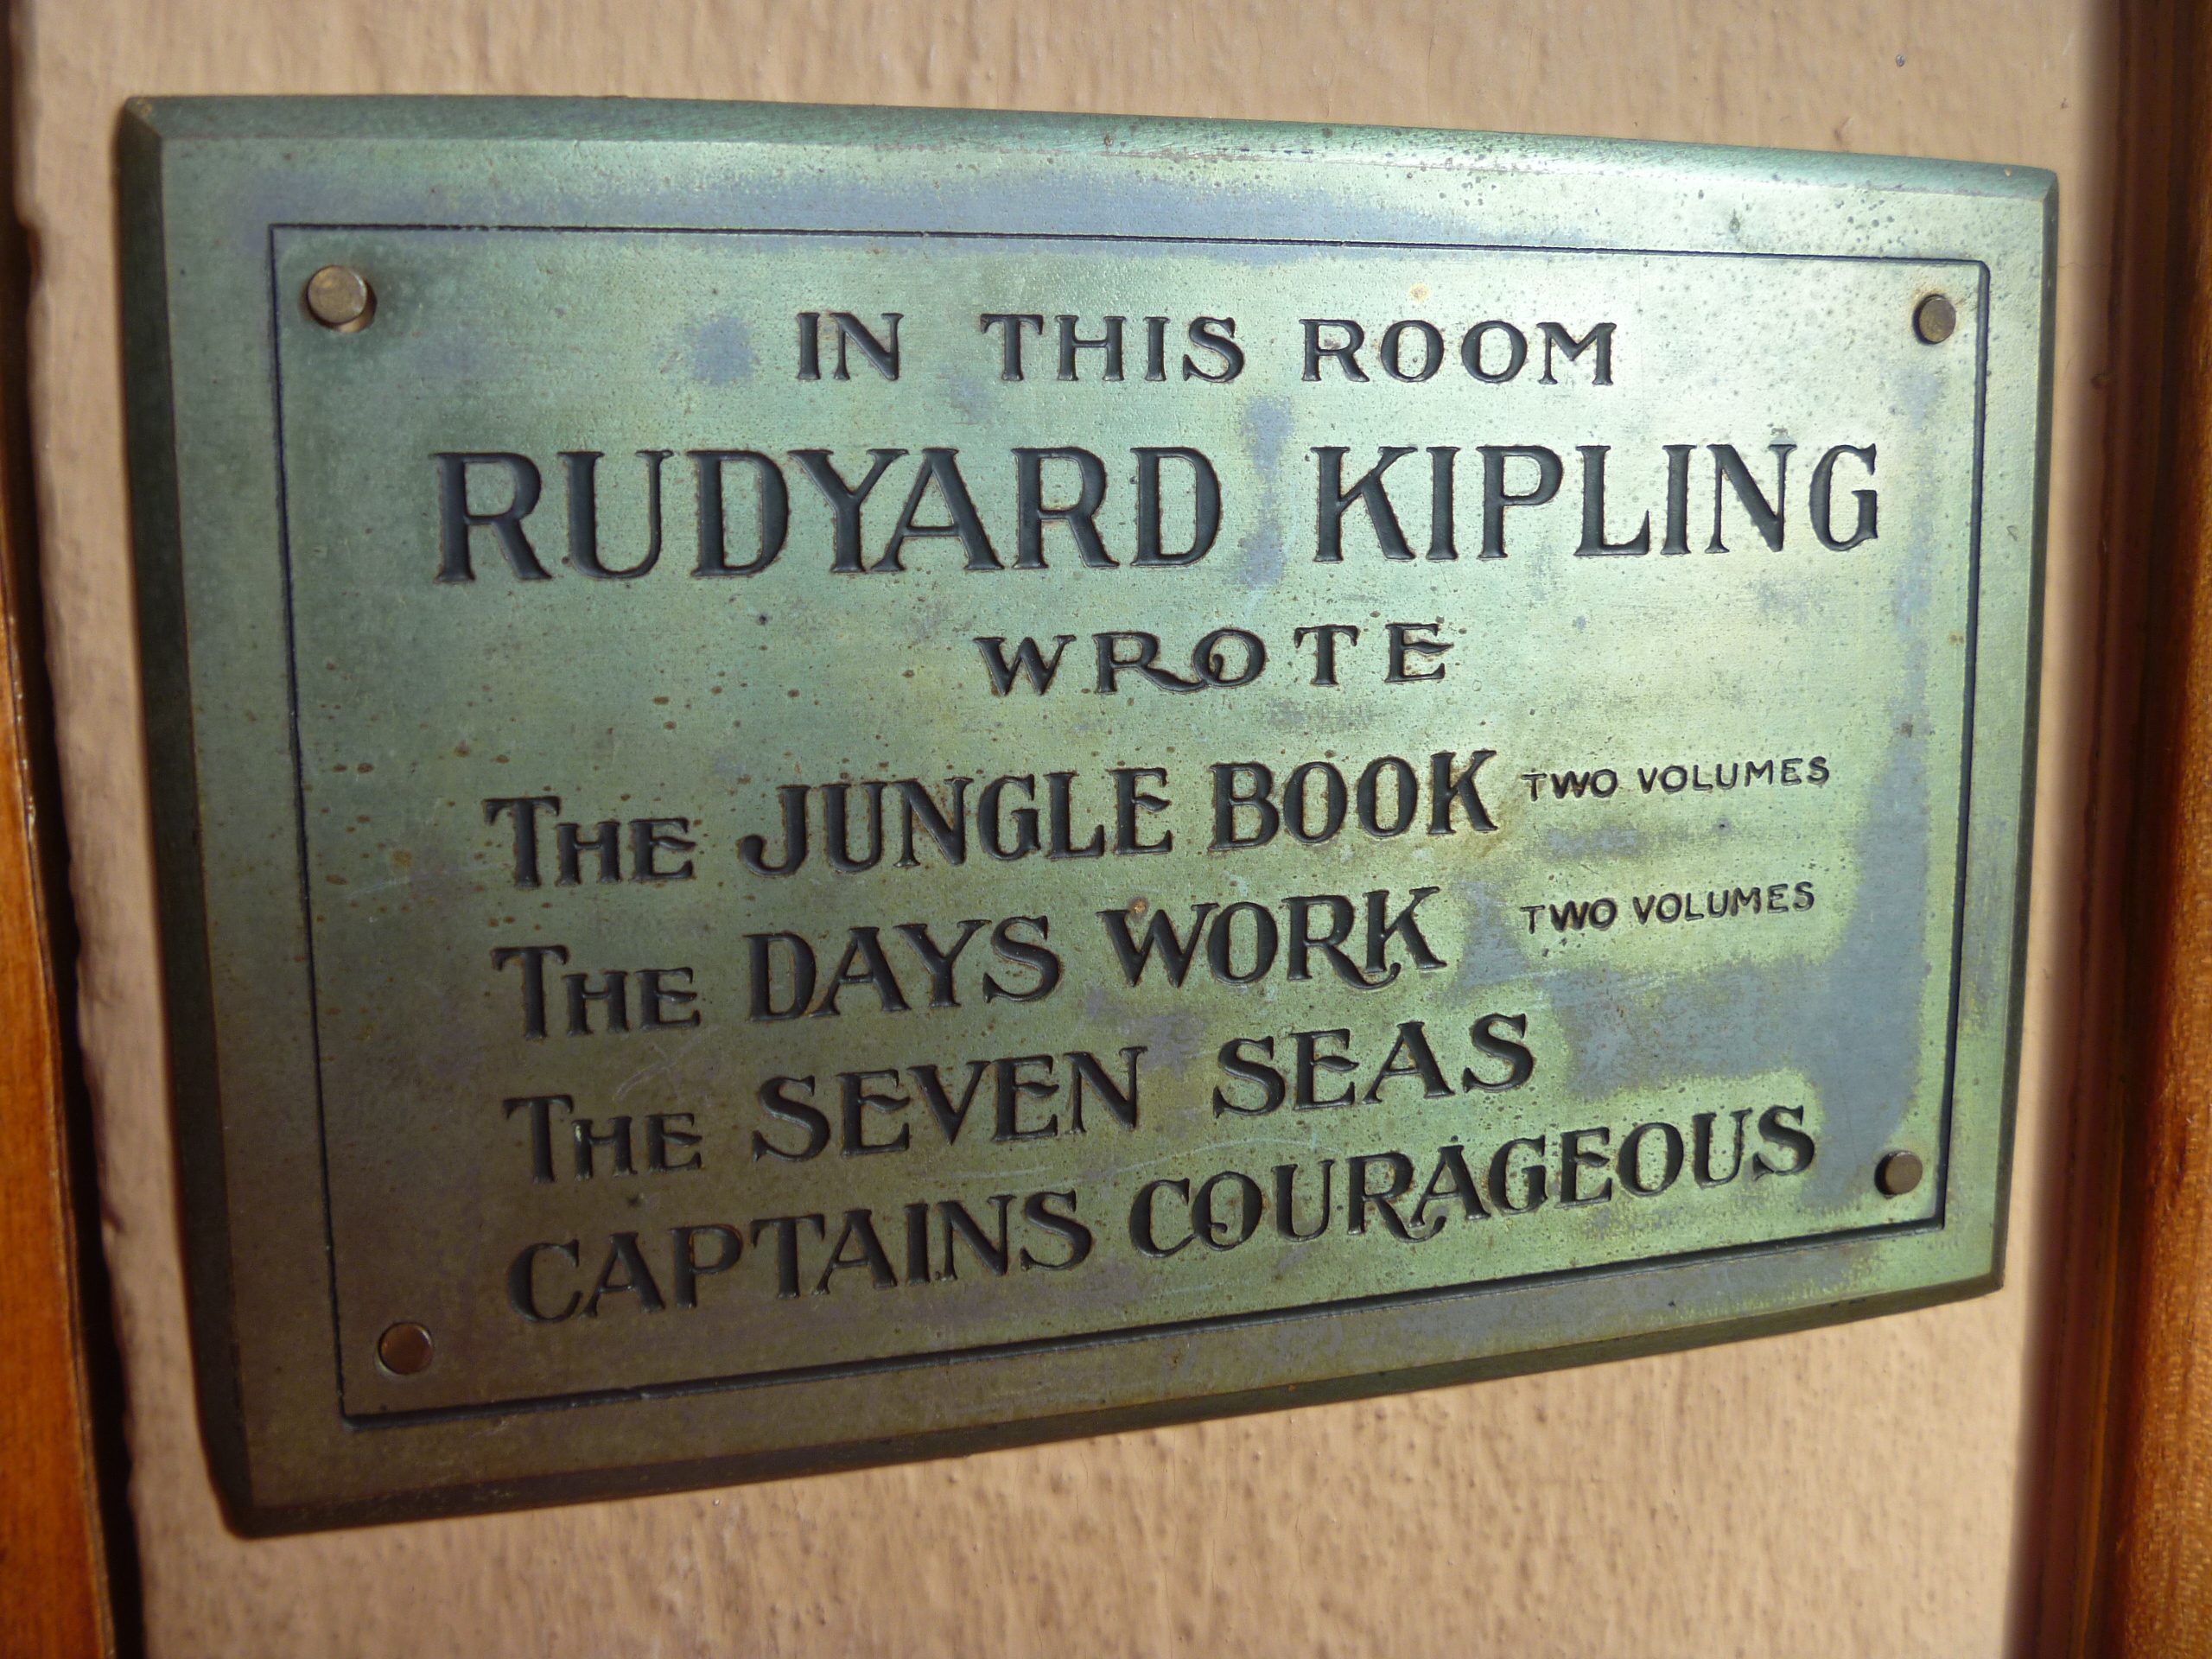 IN THIS ROOM
RUDYARD KIPLING
WROTE
THE JUNGLE BOOK TWO VOLUMES
THE DAYS WORK TWO VOLUMES
THE SEVEN SEAS
CAPTAINS COURAGEOUS